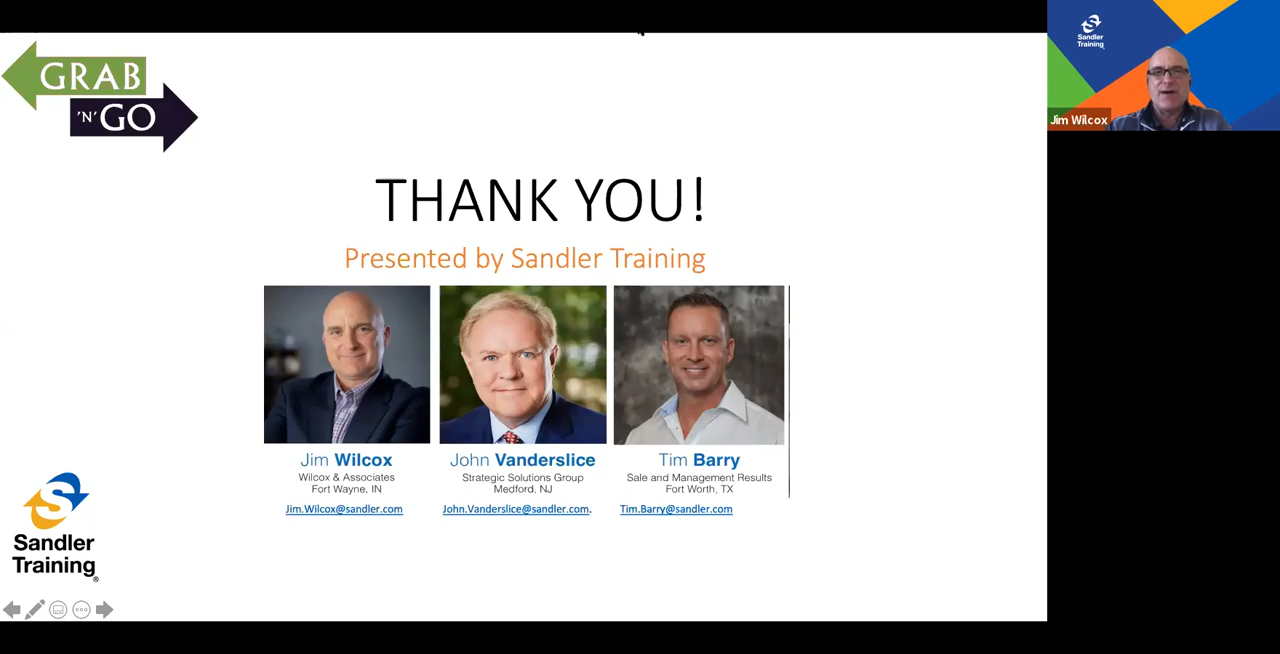 GRAB
'N' GO
THANK YOU!
Presented by Sandler Training
Jim Wilcox
Wilcox & Associates
Fort Wayne, IN
Jim.Wilcox@sandler.com
John Vanderslice
Strategic Solutions Group
Medford, NJ
John.Vanderslice@sandler.com.
Tim Barry
Sale and Management Results
Fort Worth, TX
Tim.Barry@sandler.com
S
Sandler
Training®
Sandler
Training
Jim Wilcox